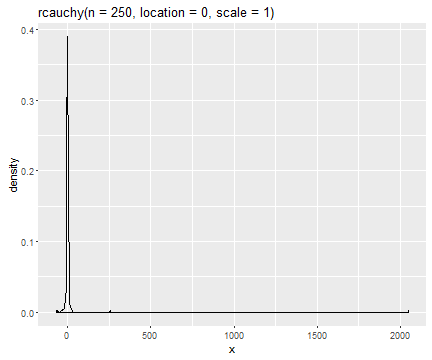 rcauchy(n = 250, location = 0, scale = 1)
0.4
0.3
0.2
0.1
0.0
density
0 500 1000 1500 2000
x